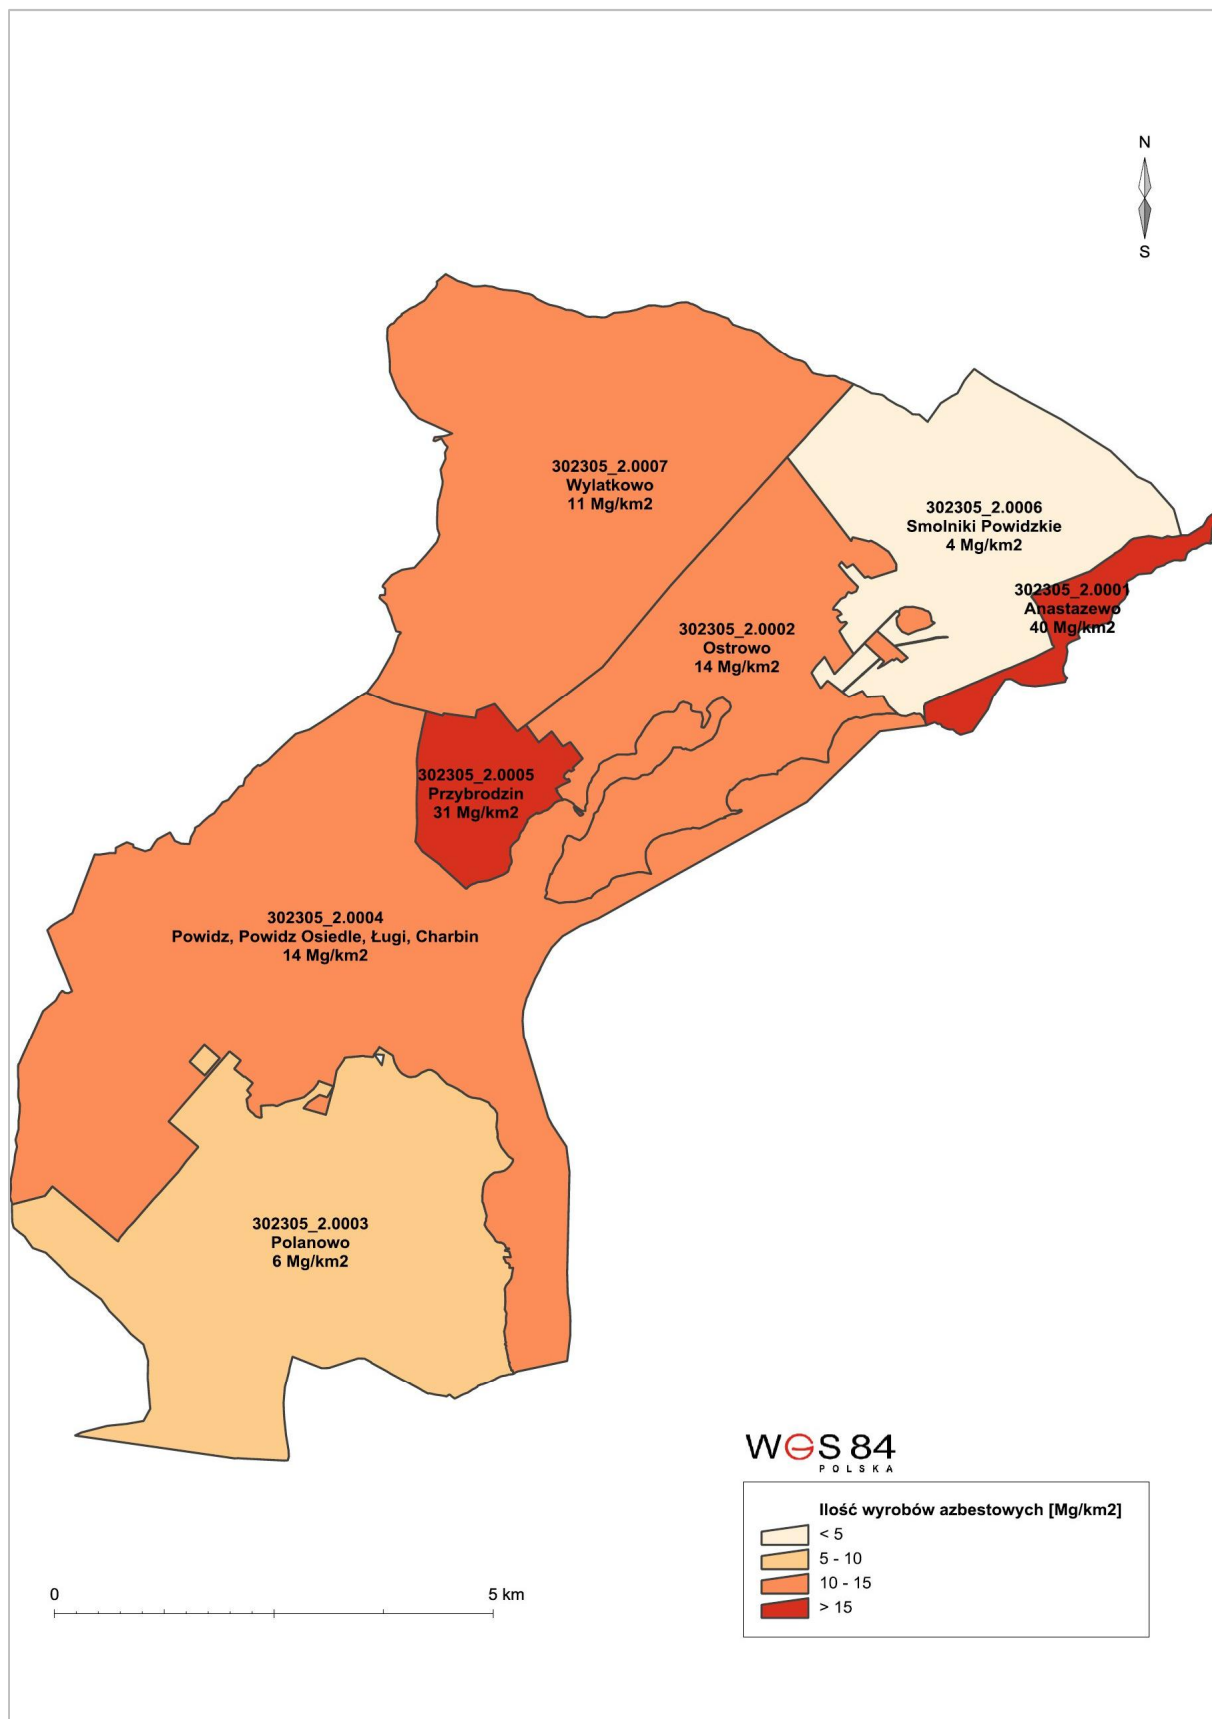 N
S
302305_2.0007
Wylatkowo
11 Mg/km2
302305_2.0006
Smolniki Powidzkie
4 Mg/km2
302305_2.0001
Anastazewo
40 Mg/km2
302305_2.0002
Ostrowo
14 Mg/km2
302305_2.0005
Przybrodzin
31 Mg/km2
302305_2.0004
Powidz, Powidz Osiedle, Ługi, Charbin
14 Mg/km2
302305_2.0003
Polanowo
6 Mg/km2
WGS 84
POLSKA
Ilość wyrobów azbestowych [Mg/km2]
< 5
5 - 10
10 - 15
> 15
0 5 km